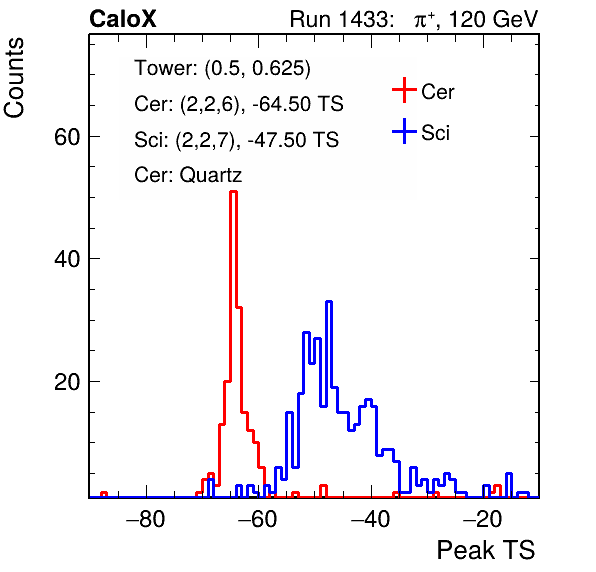 CaloX Run 1433: π⁺, 120 GeV
Counts
Tower: (0.5, 0.625)
Cer: (2,2,6), -64.50 TS
Sci: (2,2,7), -47.50 TS
Cer: Quartz
Cer
Sci
60
40
20
−80 −60 −40 −20
Peak TS